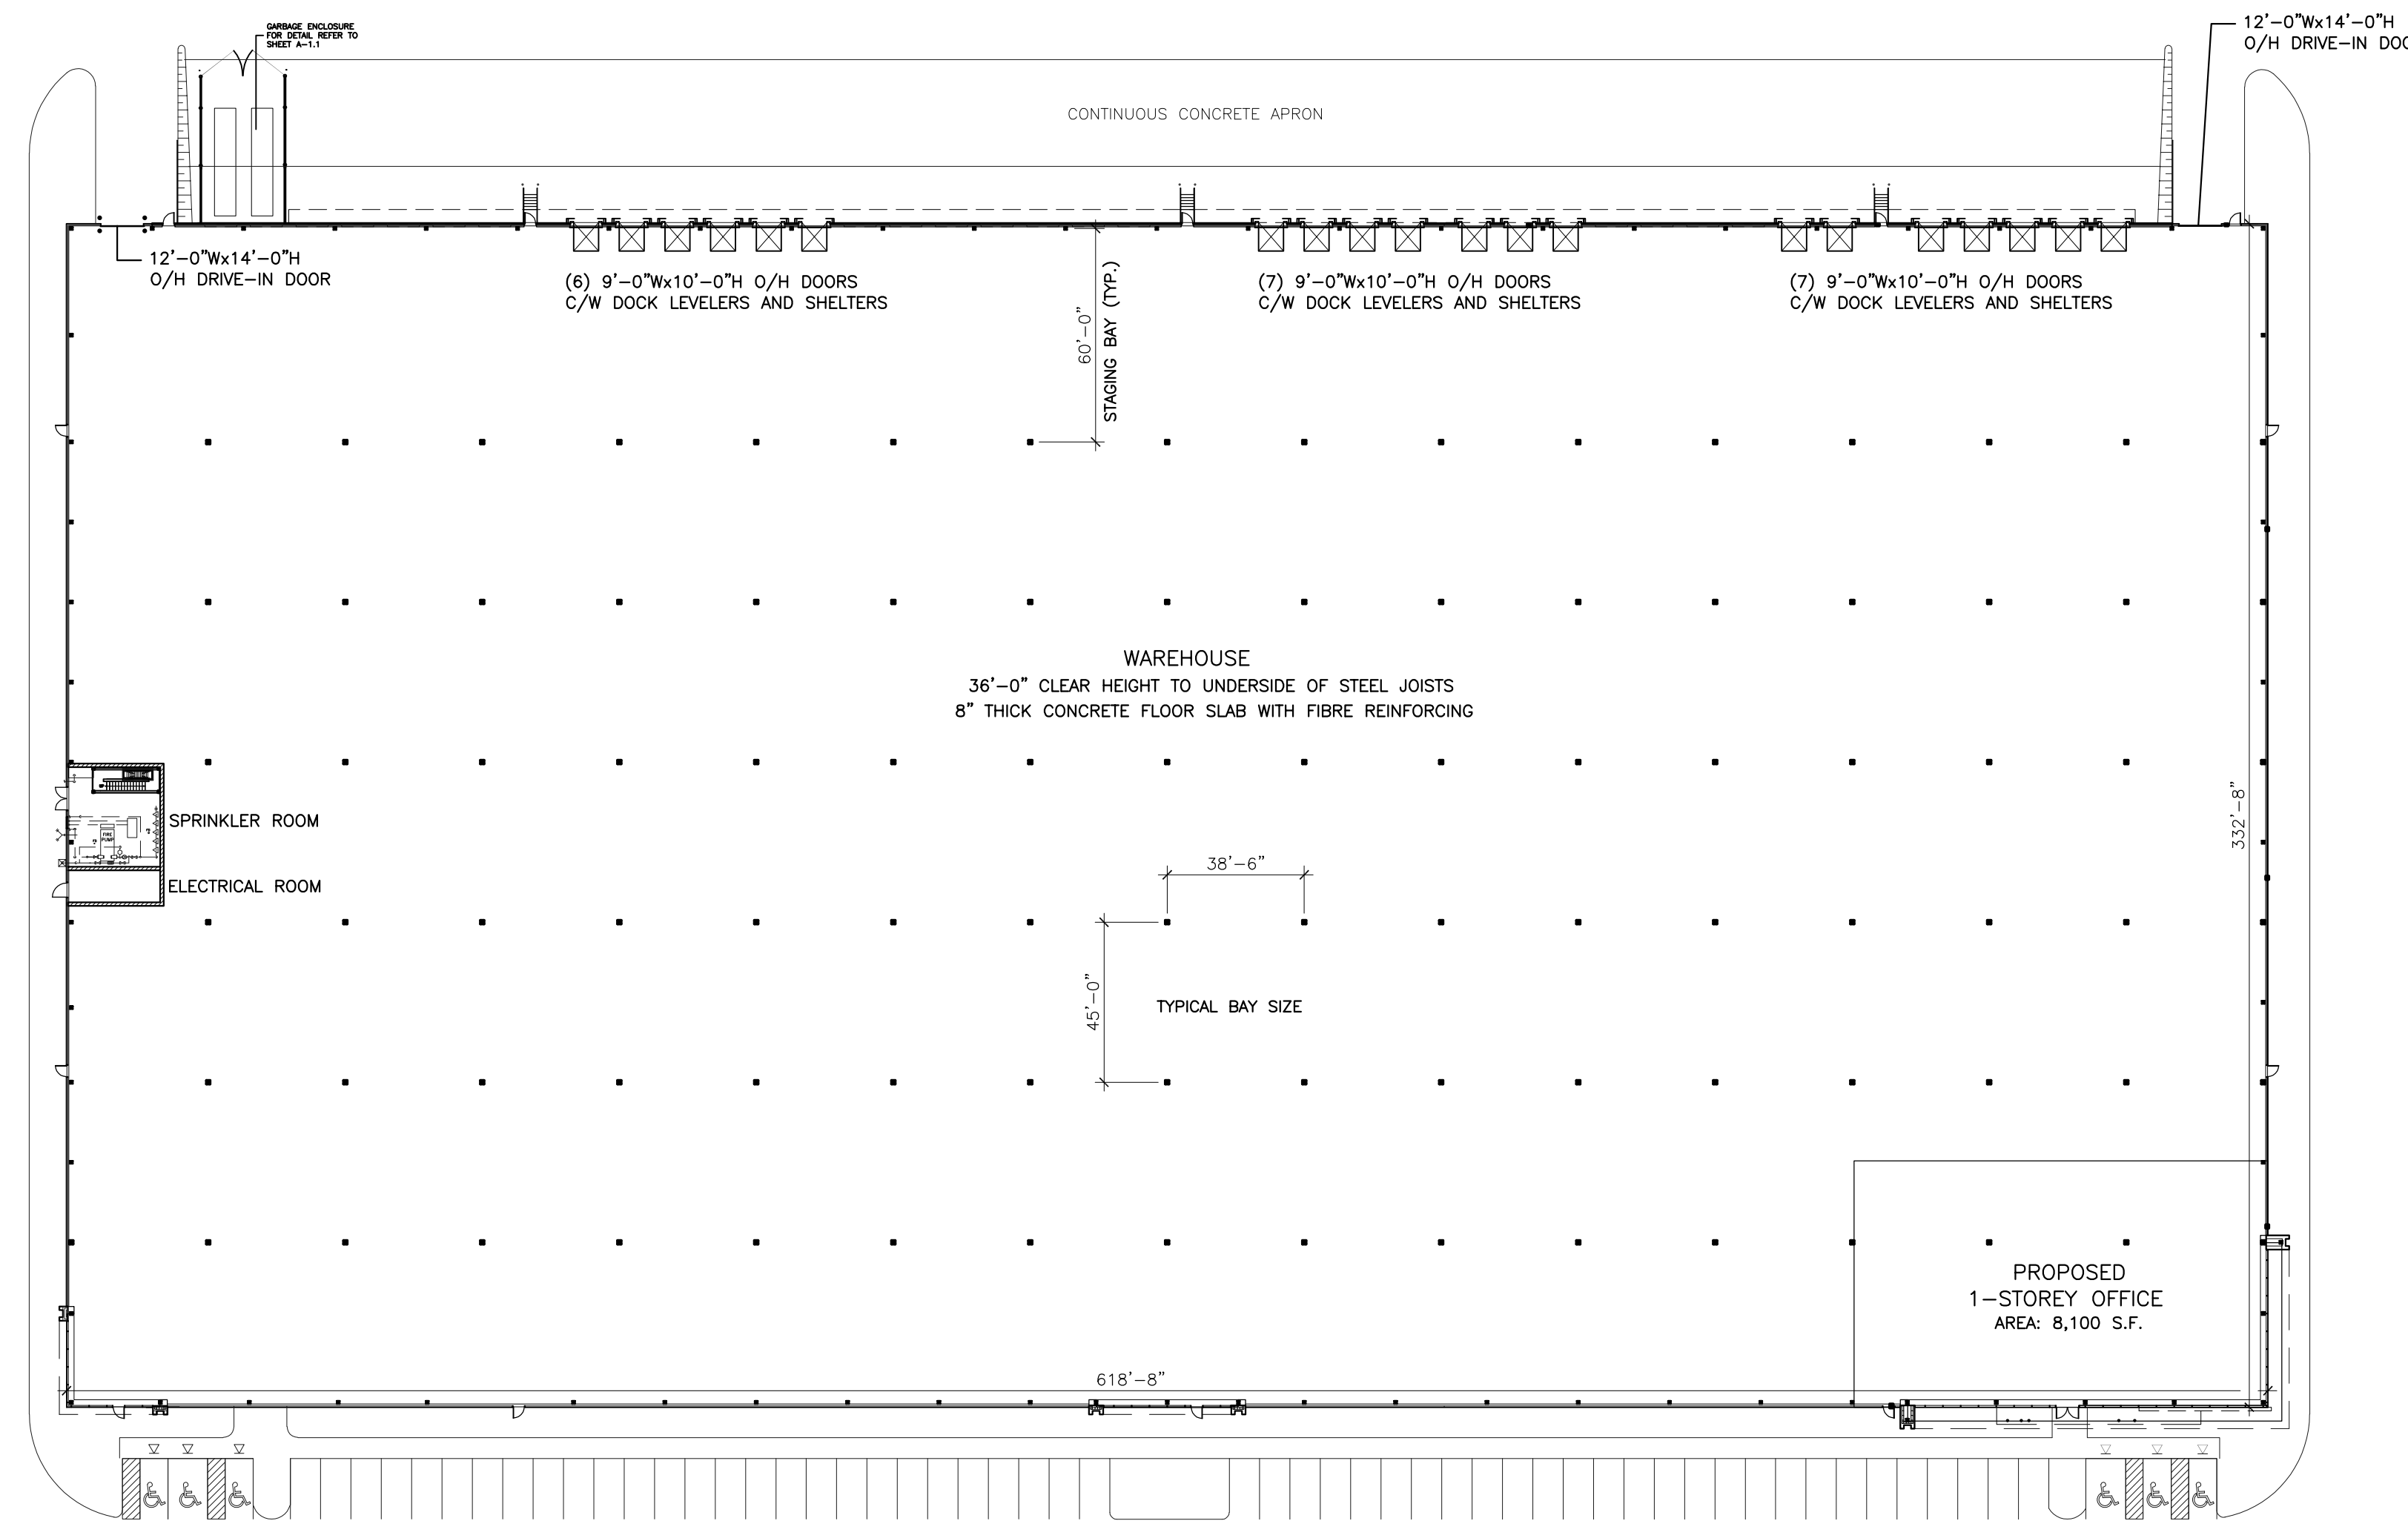 GARBAGE ENCLOSURE
FOR DETAIL REFER TO
SHEET A-1.1
12'-0"Wx14'-0"H
O/H DRIVE-IN
CONTINUOUS CONCRETE APRON
12'-0"Wx14'-0"H
O/H DRIVE-IN DOOR
(6) 9'-0"Wx10'-0"H O/H DOORS
C/W DOCK LEVELERS AND SHELTERS
60'-0"
STAGING BAY (TYP.)
(7) 9'-0"Wx10'-0"H O/H DOORS
C/W DOCK LEVELERS AND SHELTERS
(7) 9'-0"Wx10'-0"H O/H DOORS
C/W DOCK LEVELERS AND SHELTERS
WAREHOUSE
36'-0" CLEAR HEIGHT TO UNDERSIDE OF STEEL JOISTS
8" THICK CONCRETE FLOOR SLAB WITH FIBRE REINFORCING
SPRINKLER ROOM
FIRE
PUMP
ELECTRICAL ROOM
332'-8"
38'-6"
45'-0"
TYPICAL BAY SIZE
PROPOSED
1-STOREY OFFICE
AREA: 8,100 S.F.
618'-8"